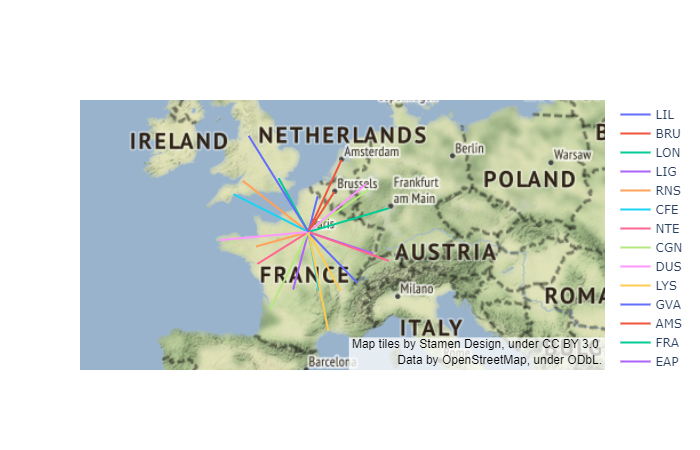 IRELAND
NETHERLANDS
Amsterdam
Berlin
Warsaw
Brussels
Frankfurt
am Main
POLAND
AUSTRIA
FRANCE
Milano
ROMA
ITALY
Barcelona
Map tiles by Stamen Design, under CC BY 3.0
Data by OpenStreetMap, under ODbL.
LIL
BRU
LON
LIG
RNS
CFE
NTE
CGN
DUS
LYS
GVA
AMS
FRA
EAP